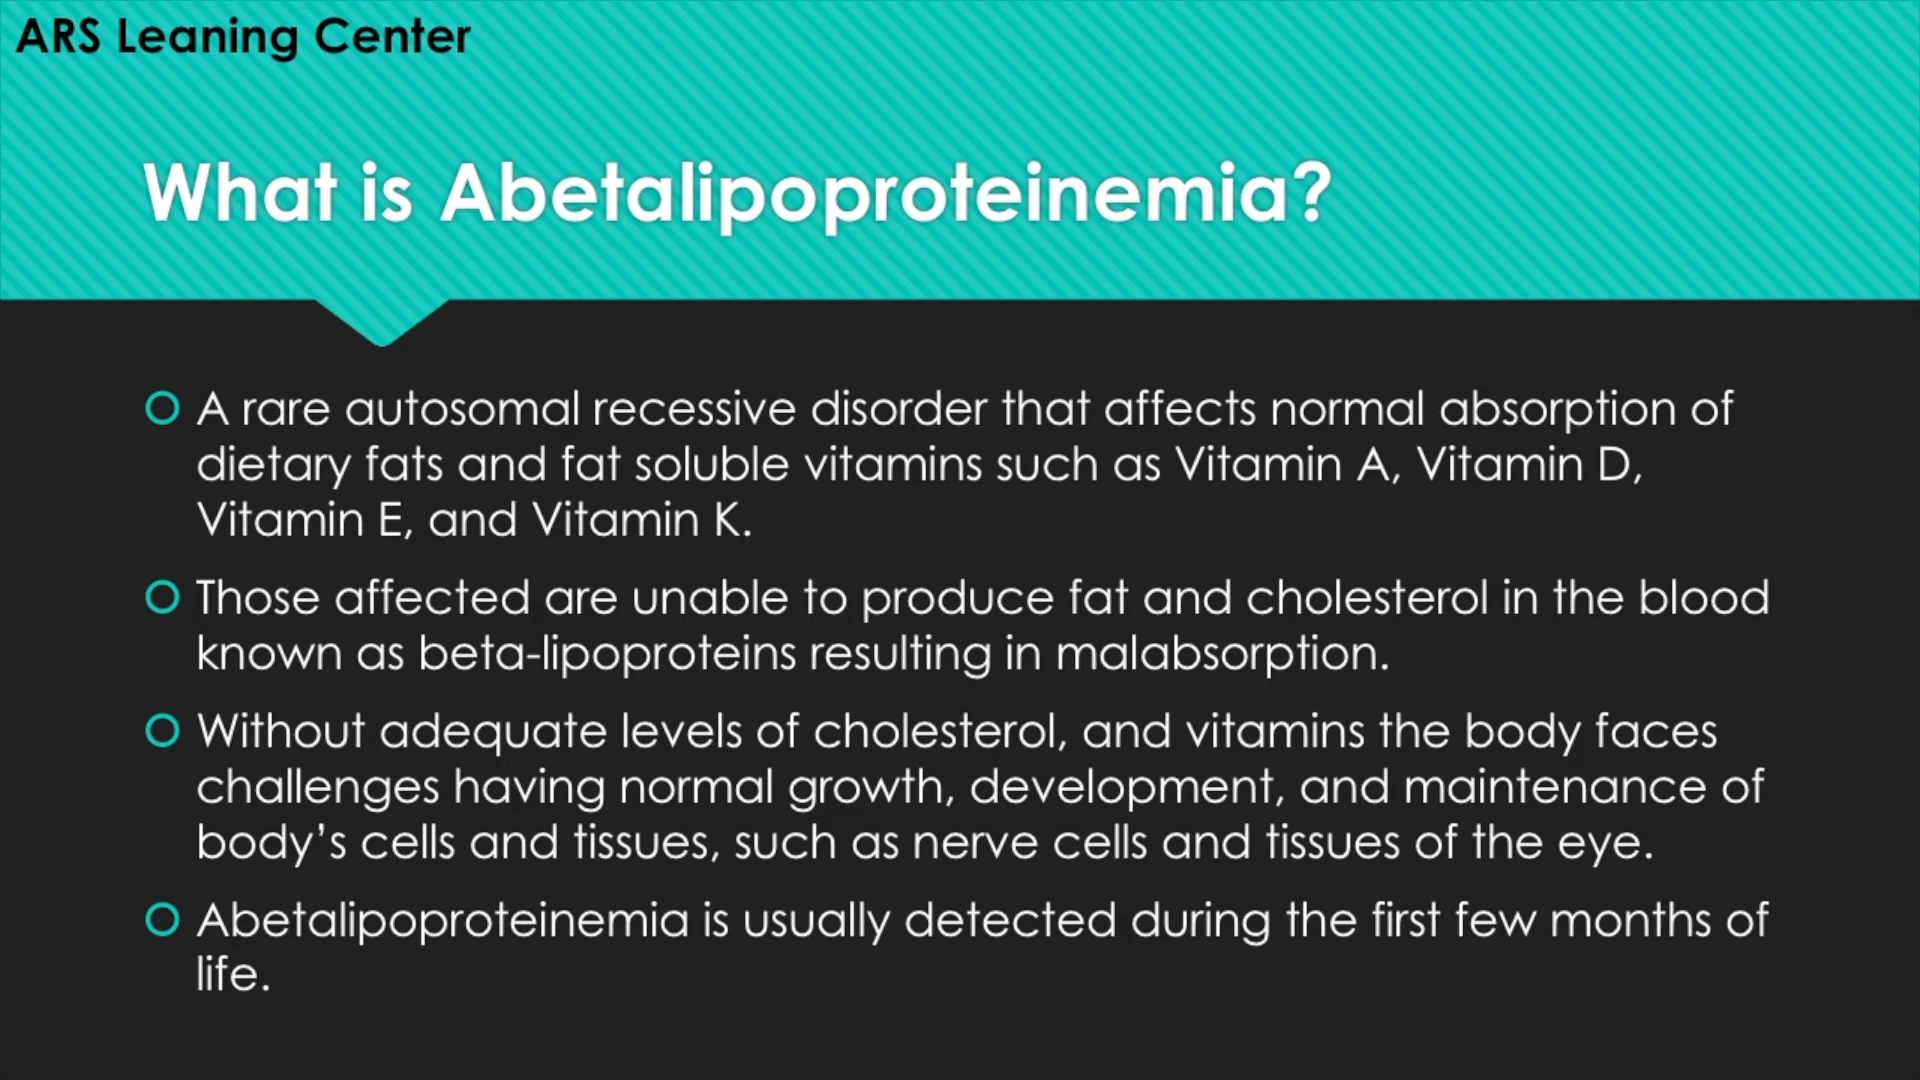 ARS Leaning Center
What is Abetalipoproteinemia?
A rare autosomal recessive disorder that affects normal absorption of
dietary fats and fat soluble vitamins such as Vitamin A, Vitamin D,
Vitamin E, and Vitamin K.
Those affected are unable to produce fat and cholesterol in the blood
known as beta-lipoproteins resulting in malabsorption.
Without adequate levels of cholesterol, and vitamins the body faces
challenges having normal growth, development, and maintenance of
body’s cells and tissues, such as nerve cells and tissues of the eye.
Abetalipoproteinemia is usually detected during the first few months of
life.